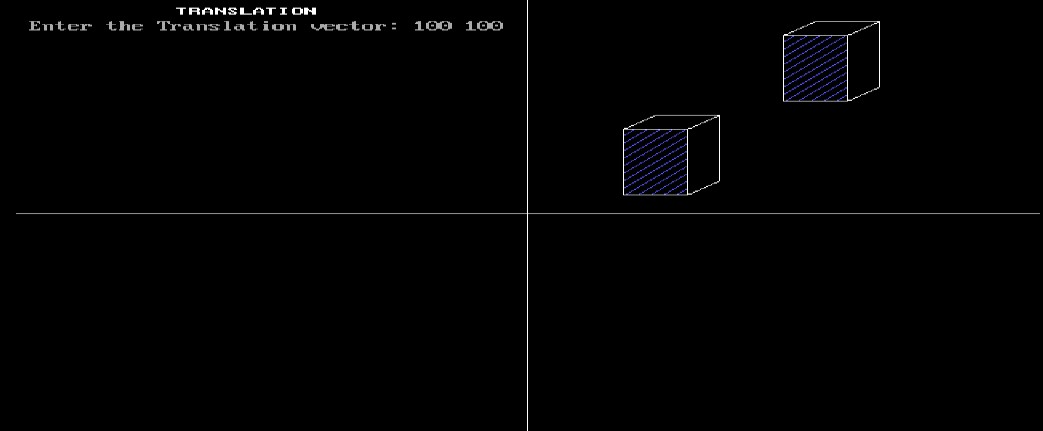 TRANSLATION
Enter the Translation vector: 100 100